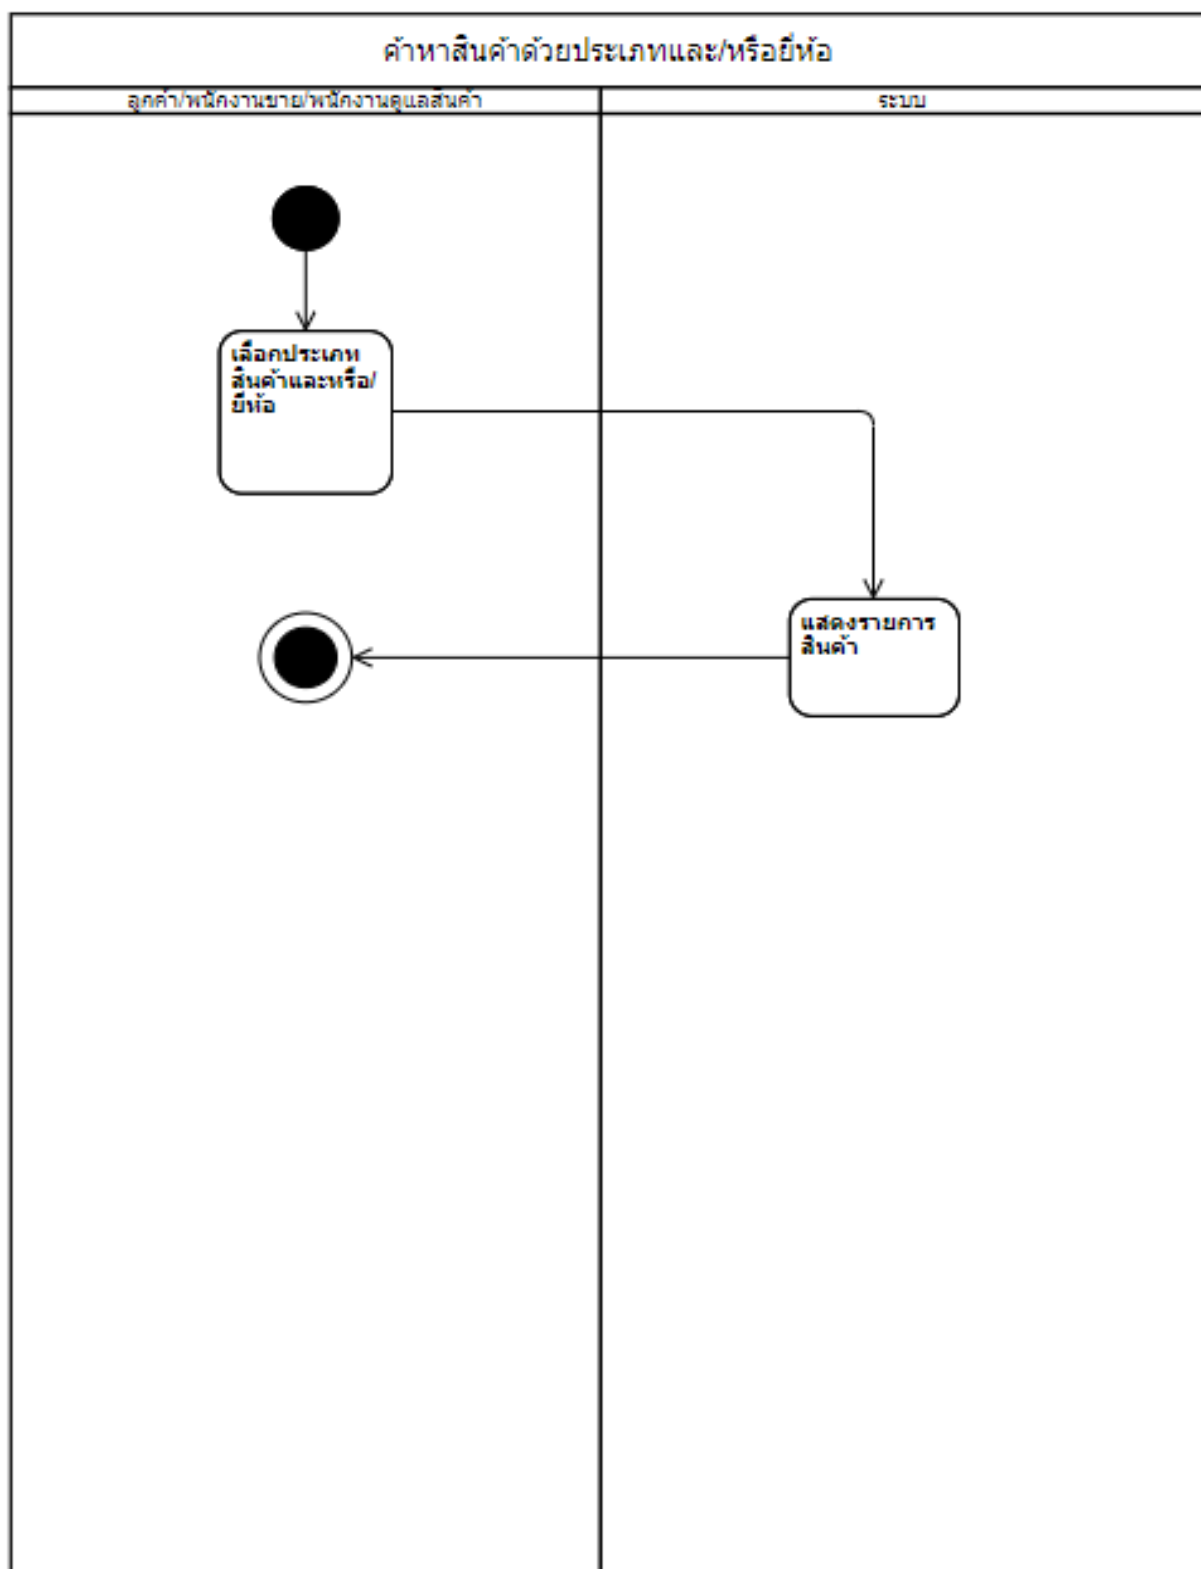 ค้าหาสินค้าด้วยประเภทและ/หรือยี่ห้อ
ลูกค้า/พนักงานขาย/พนักงานดูแลสินค้า
ระบบ
เลือกประเภท
สินค้าและหรือ/
ยี่ห้อ
แสดงรายการ
สินค้า